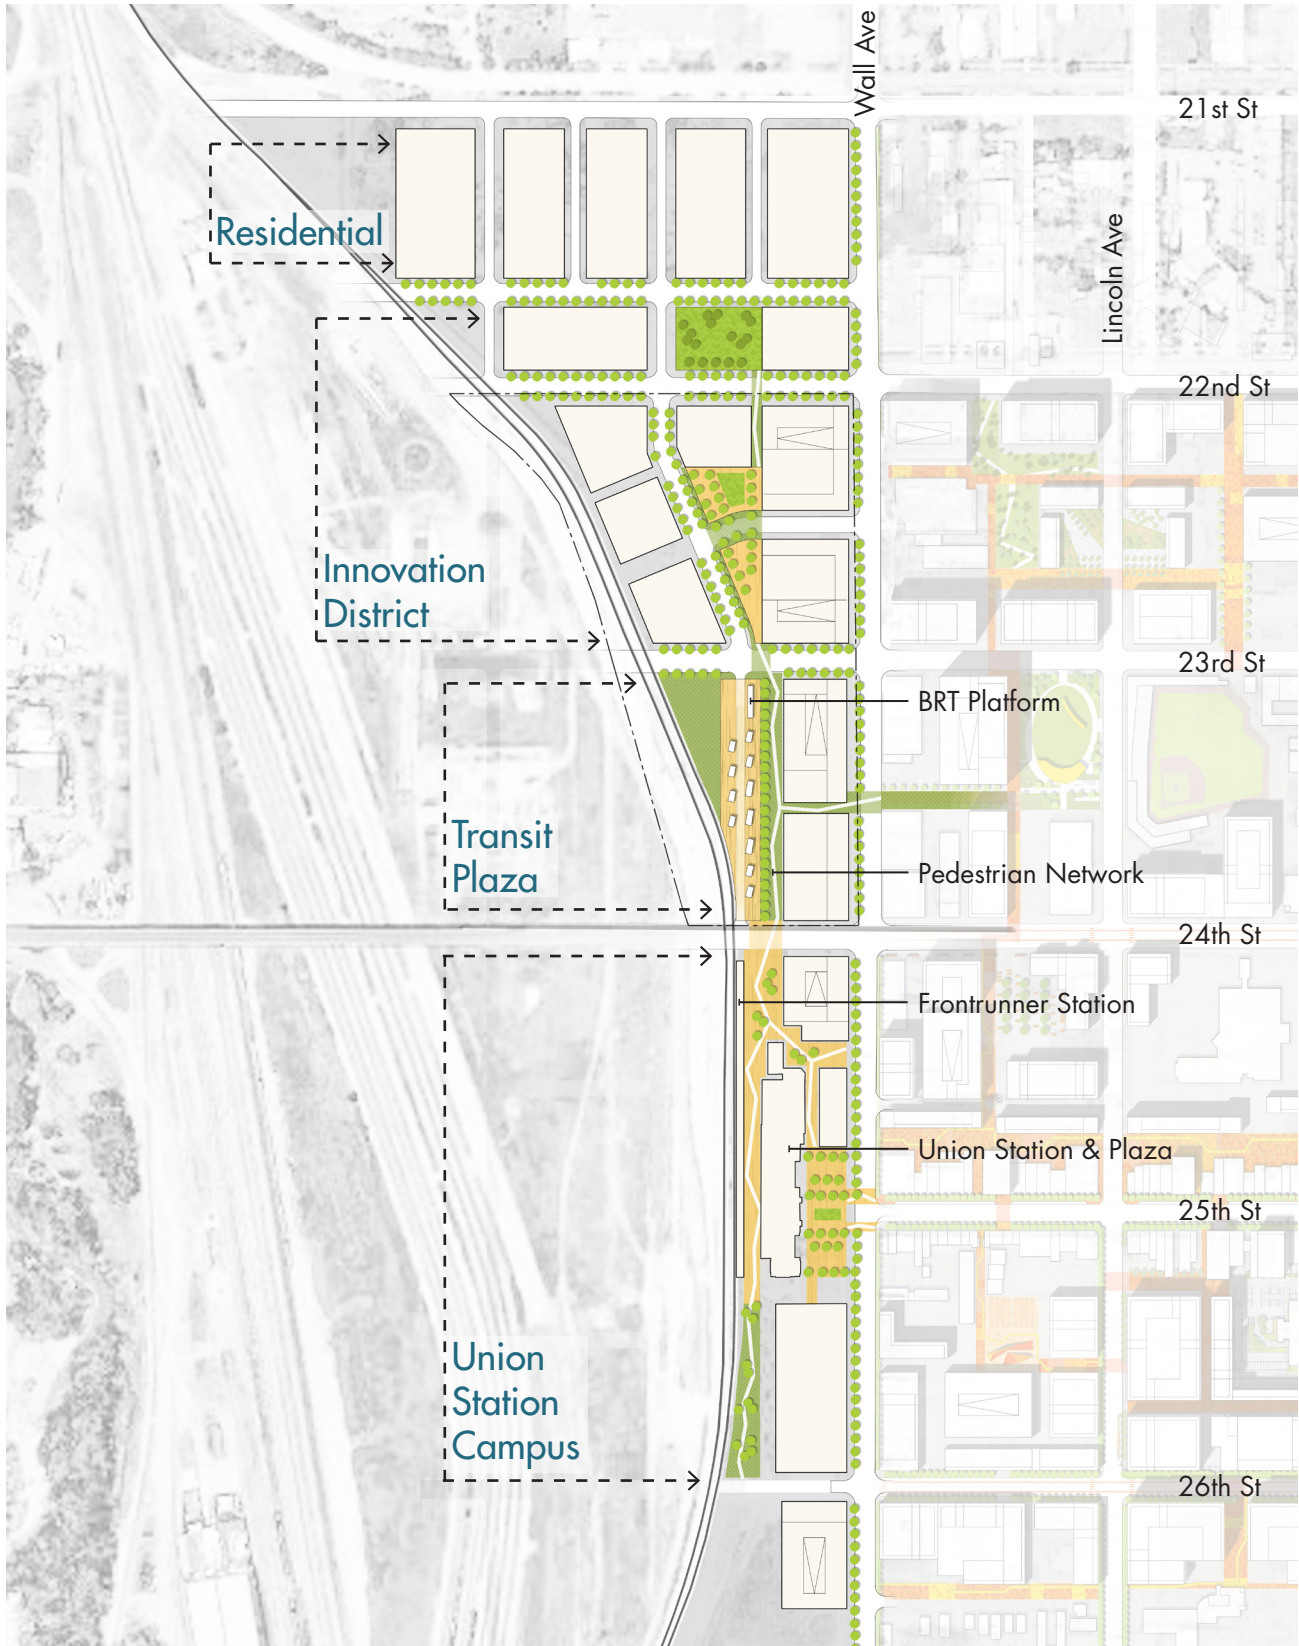 Wall Ave
21st St
Residential
Lincoln Ave
22nd St
Innovation
District
23rd St
BRT Platform
Transit
Plaza
Pedestrian Network
24th St
Frontrunner Station
Union Station & Plaza
25th St
Union
Station
Campus
26th St